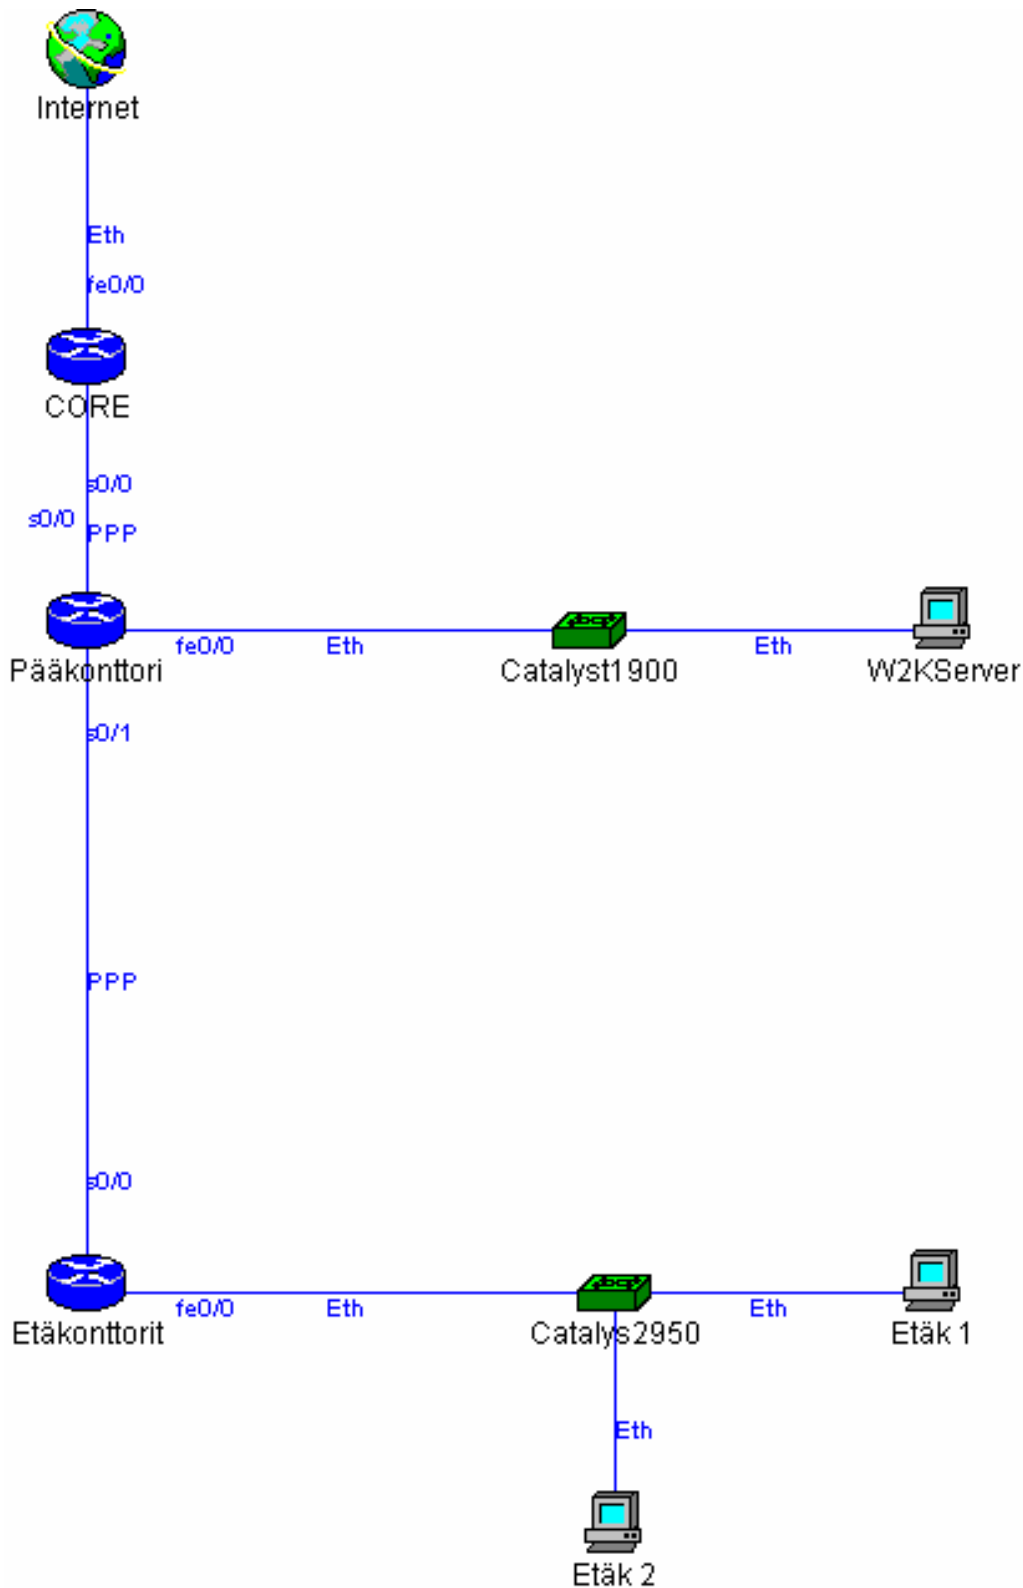 Internet
Eth
fe0/0
CORE
s0/0
s0/0
PPP
Pääkonttori
fe0/0
Eth
Catalyst1900
Eth
W2KServer
s0/1
PPP
s0/0
Etäkonttorit
fe0/0
Eth
Catalys2950
Eth
Etäk 1
Eth
Etäk 2